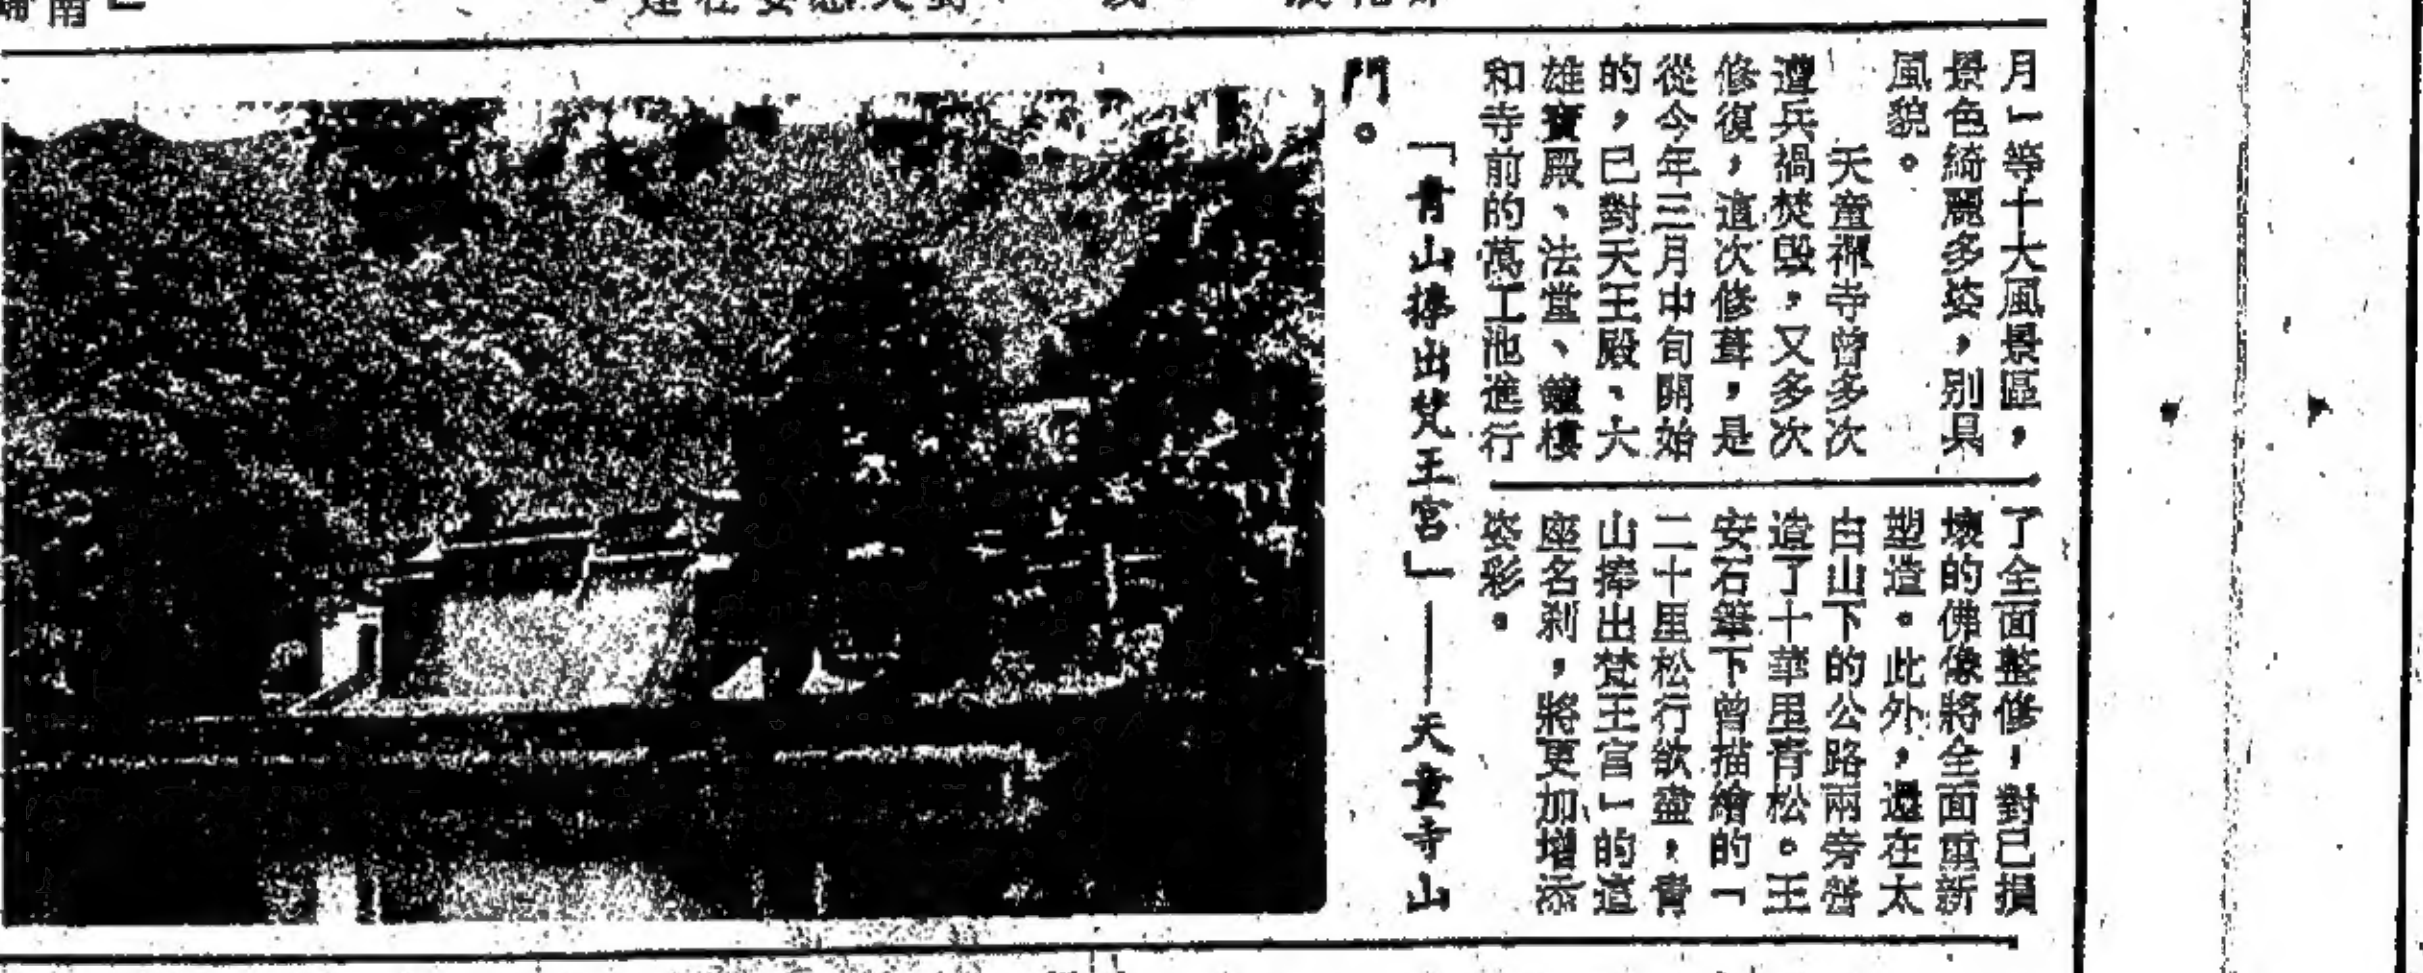 月」等十大風景區，
景色綺麗多姿，別具
風貌。
天童禪寺曾多次
遭兵禍焚毁，又多次
修復，這次修葺，是
從今年三月中旬開始
的，已對天王殿、大
雄寶殿、法堂、鐘樓
和寺前的萬工池進行
了全面整修，對已損
壞的佛像將全面重新
塑造。此外，還在太
白山下的公路兩旁營
造了十華里青松。王
安石筆下曾描繪的「
二十里松行欲盡，青
山捧出梵王宮」的這
座名刹，將更加增添
姿彩。
「青山捧出梵王宮」——天童寺山
門。